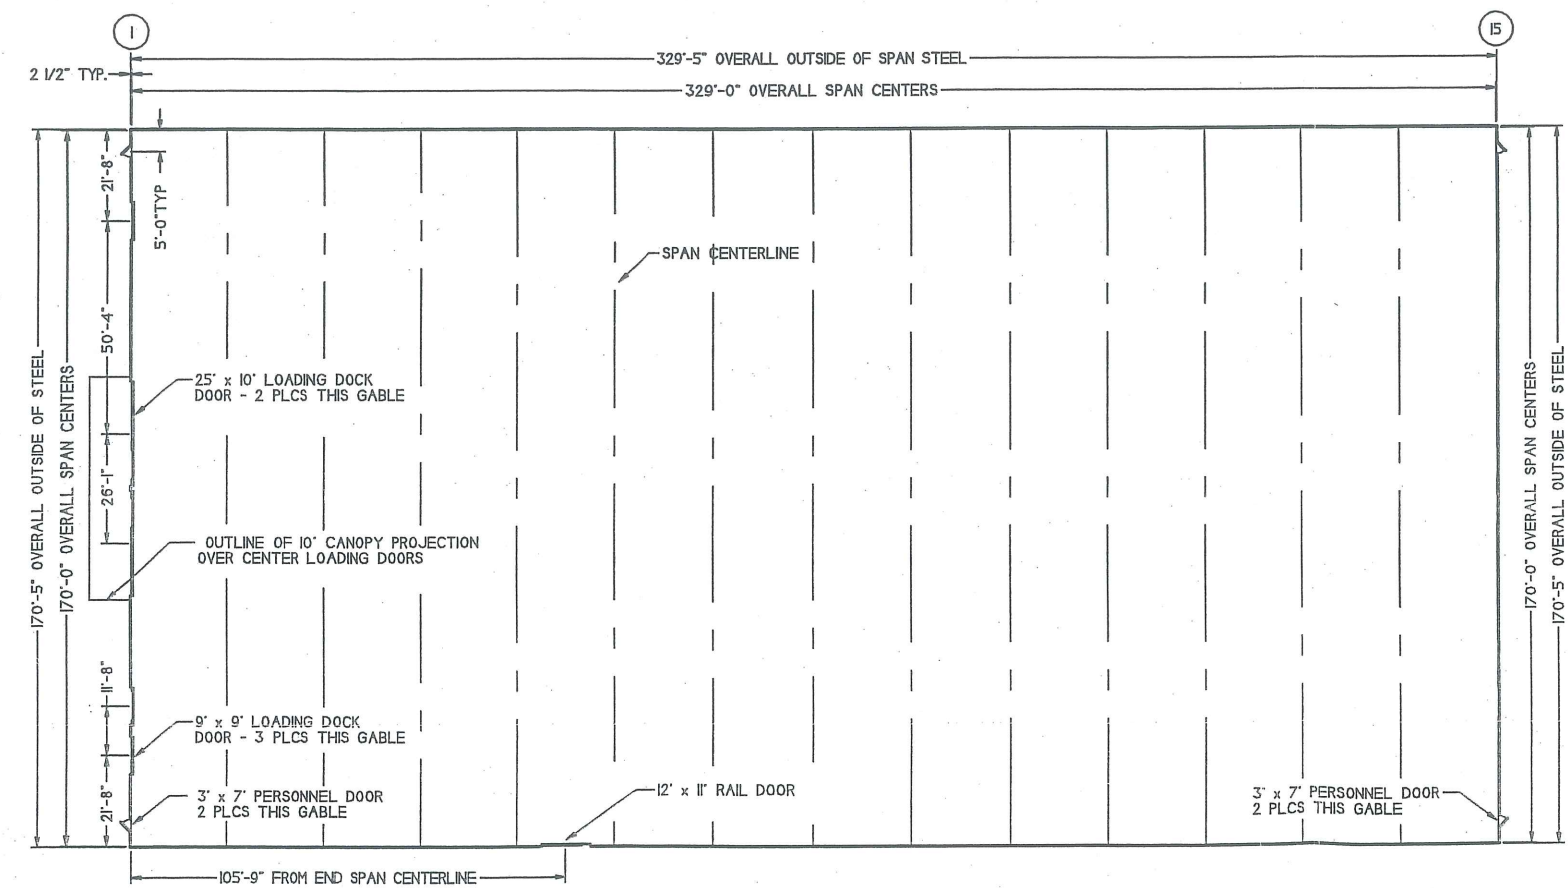 1
15
329'-5" OVERALL OUTSIDE OF SPAN STEEL
2 1/2" TYP.
329'-0" OVERALL SPAN CENTERS
21'-8"
5'-0" TYP
SPAN CENTERLINE
50'-4"
170'-5" OVERALL OUTSIDE OF STEEL
170'-0" OVERALL SPAN CENTERS
25' x 10' LOADING DOCK
DOOR - 2 PLCS THIS GABLE
26'-1"
OUTLINE OF 10' CANOPY PROJECTION
OVER CENTER LOADING DOORS
11'-8"
9' x 9' LOADING DOCK
DOOR - 3 PLCS THIS GABLE
21'-8"
3' x 7' PERSONNEL DOOR
2 PLCS THIS GABLE
12' x 11' RAIL DOOR
3' x 7' PERSONNEL DOOR
2 PLCS THIS GABLE
170'-0" OVERALL SPAN CENTERS
170'-5" OVERALL OUTSIDE OF STEEL
105'-9" FROM END SPAN CENTERLINE